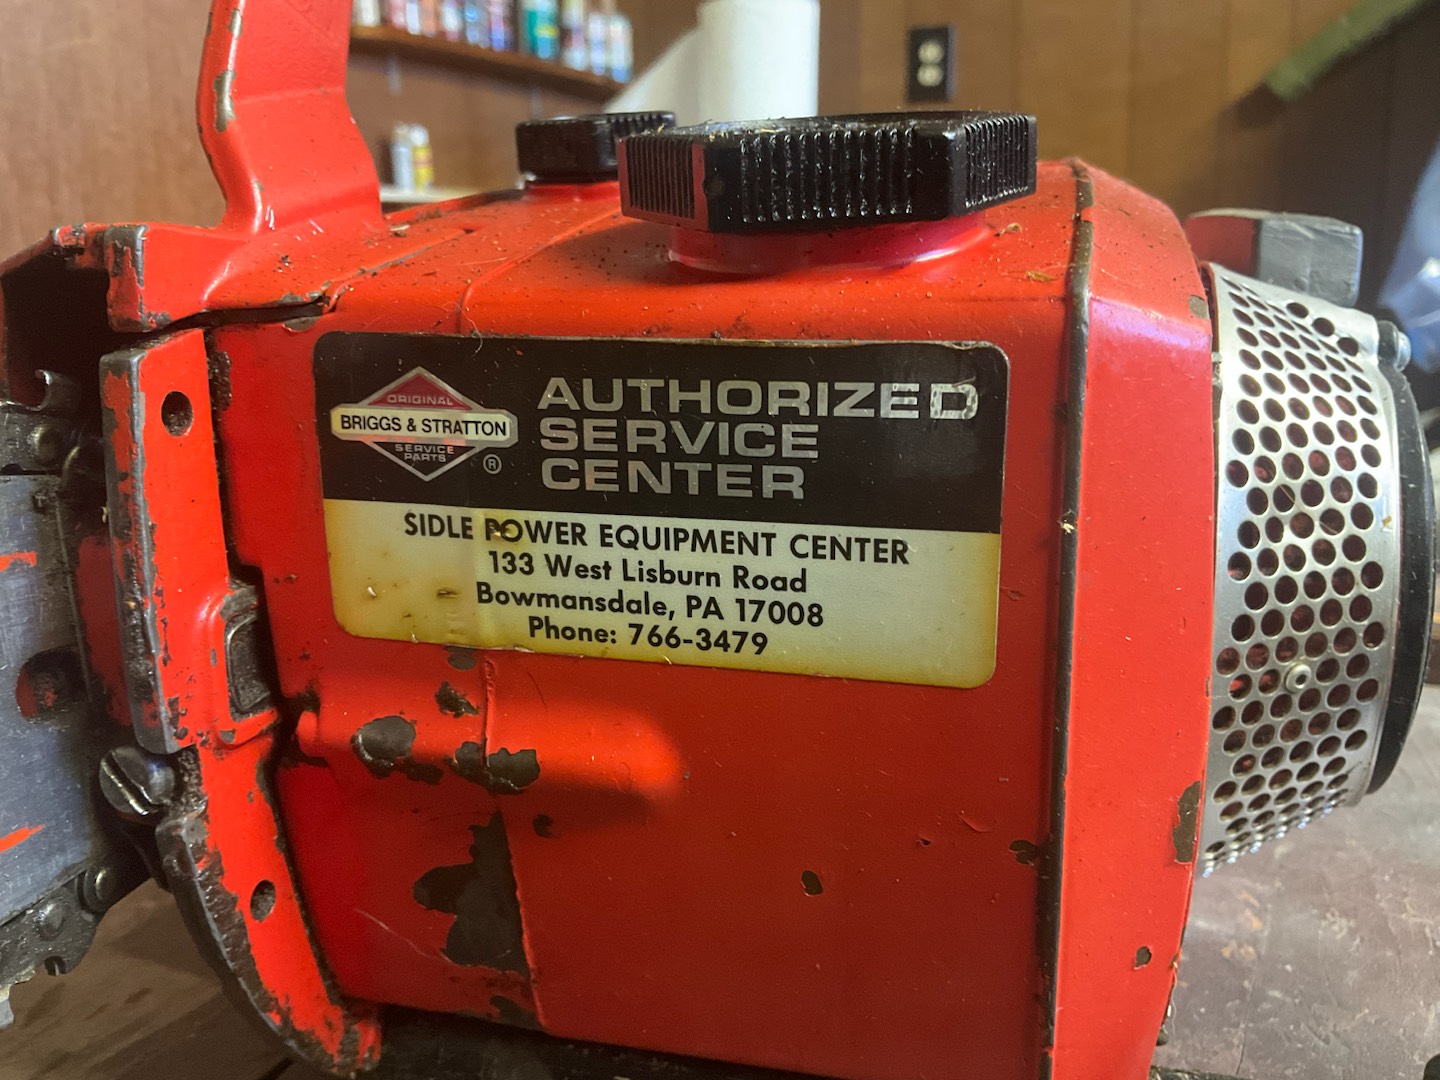 ORIGINAL
BRIGGS & STRATTON
SERVICE
PARTS
®
AUTHORIZED
SERVICE
CENTER
SIDLE POWER EQUIPMENT CENTER
133 West Lisburn Road
Bowmansdale, PA 17008
Phone: 766-3479